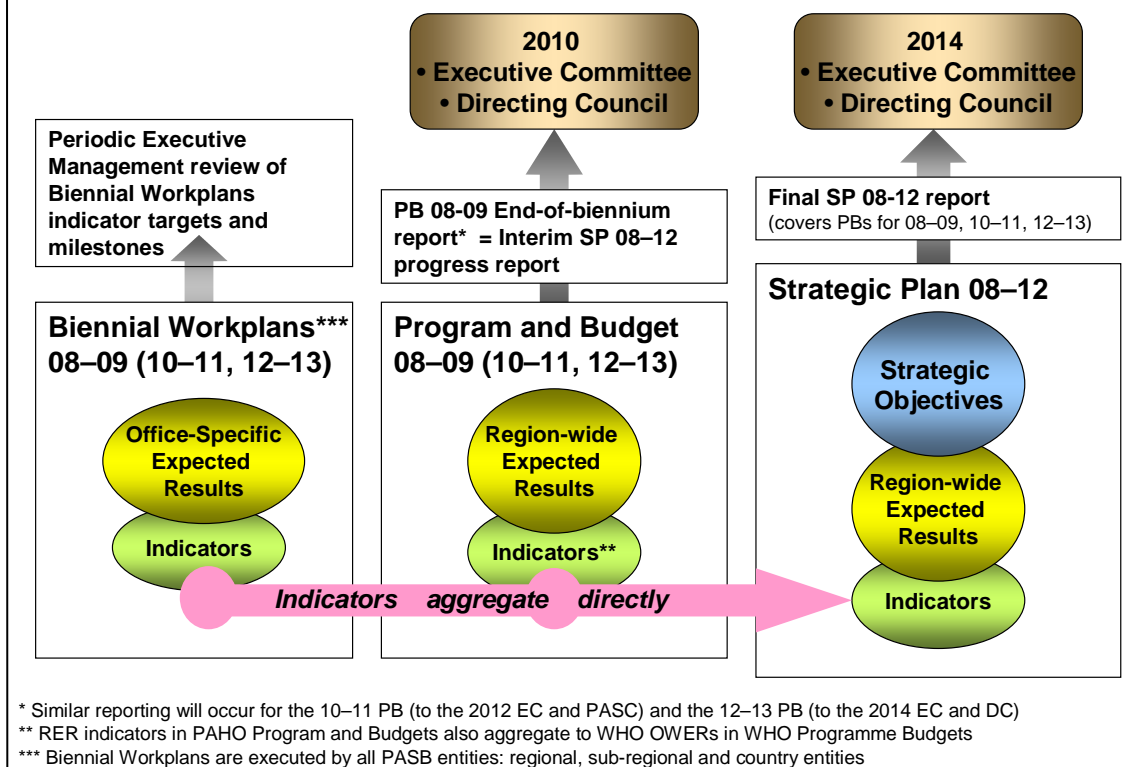 2010
• Executive Committee
• Directing Council
2014
• Executive Committee
• Directing Council
Periodic Executive
Management review of
Biennial Workplans
indicator targets and
milestones
PB 08-09 End-of-biennium
report* = Interim SP 08–12
progress report
Final SP 08-12 report
(covers PBs for 08–09, 10–11, 12–13)
Biennial Workplans***
08–09 (10–11, 12–13)
Office-Specific
Expected
Results
Indicators
Program and Budget
08–09 (10–11, 12–13)
Region-wide
Expected
Results
Indicators**
Strategic Plan 08–12
Strategic
Objectives
Region-wide
Expected
Results
Indicators
Indicators aggregate directly
* Similar reporting will occur for the 10–11 PB (to the 2012 EC and PASC) and the 12–13 PB (to the 2014 EC and DC)
** RER indicators in PAHO Program and Budgets also aggregate to WHO OWERs in WHO Programme Budgets
*** Biennial Workplans are executed by all PASB entities: regional, sub-regional and country entities